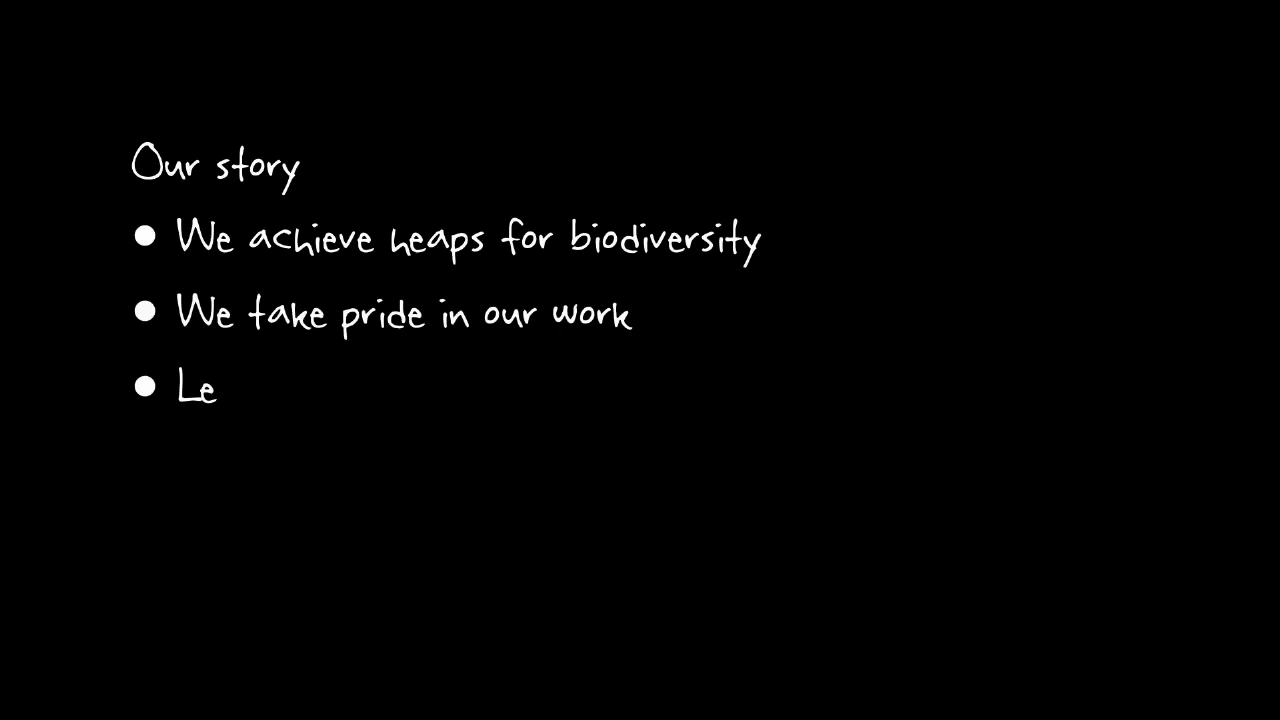 Our story
● We achieve heaps for biodiversity
● We take pride in our work
● Le